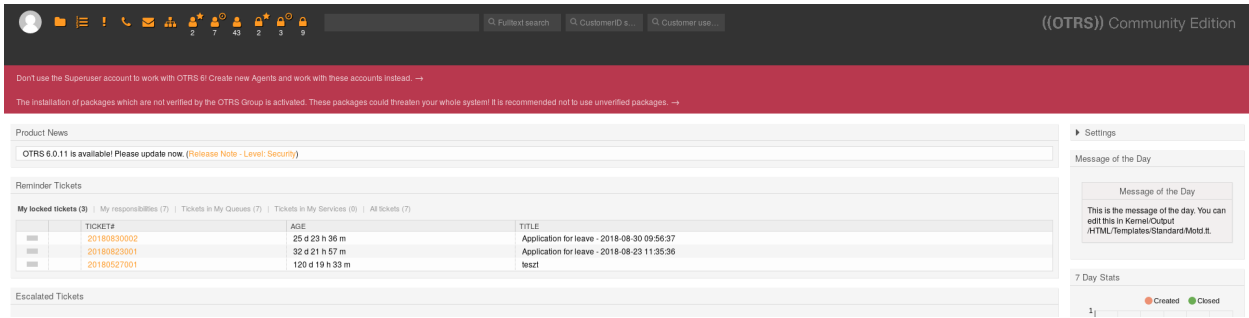 2 7 43 2 3 9
Fulltext search
CustomerID s...
Customer use...
((OTRS)) Community Edition
Don't use the Superuser account to work with OTRS 6! Create new Agents and work with these accounts instead. →
The installation of packages which are not verified by the OTRS Group is activated. These packages could threaten your whole system! It is recommended not to use unverified packages. →
Product News
OTRS 6.0.11 is available! Please update now. (Release Note - Level: Security)
Reminder Tickets
My locked tickets (3) | My responsibilities (7) | Tickets in My Queues (7) | Tickets in My Services (0) | All tickets (7)
TICKET# AGE TITLE
20180830002 25 d 23 h 36 m Application for leave - 2018-08-30 09:56:37
20180823001 32 d 21 h 57 m Application for leave - 2018-08-23 11:35:36
20180527001 120 d 19 h 33 m teszt
Escalated Tickets
Settings
Message of the Day
Message of the Day
This is the message of the day. You can
edit this in Kernel/Output
/HTML/Templates/Standard/Motd.tt.
7 Day Stats
Created Closed
1